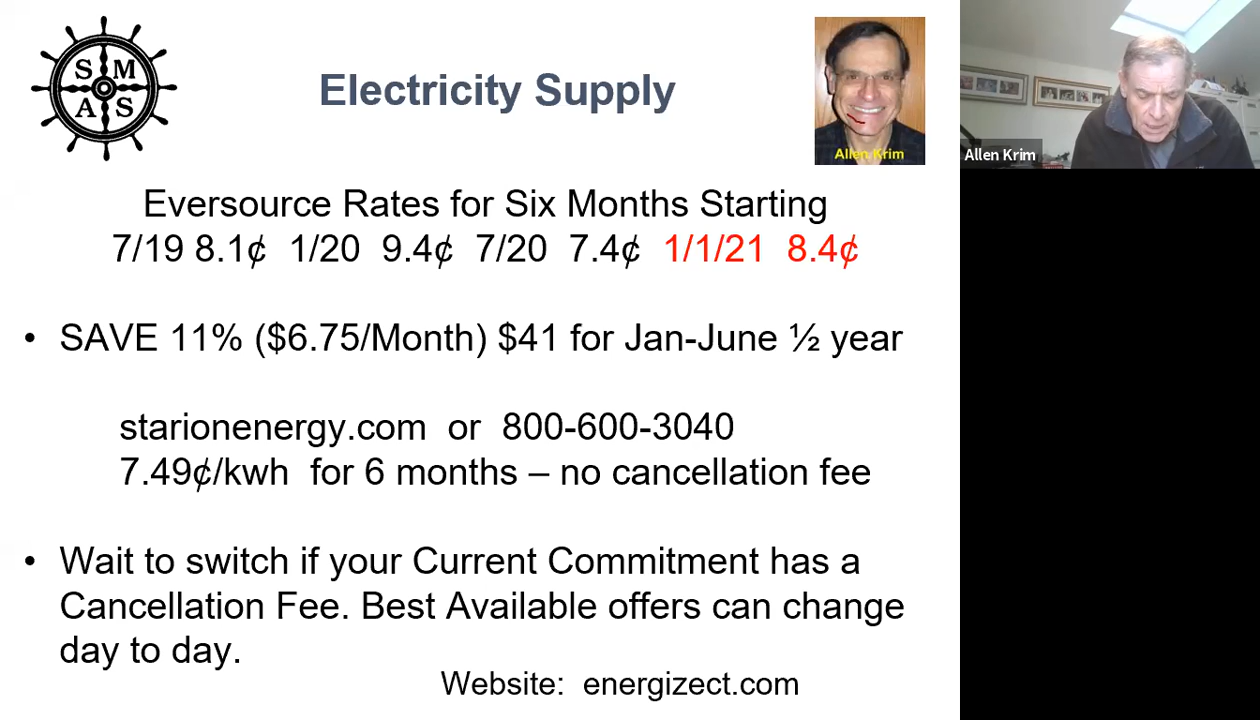 S M
A S
Electricity Supply
Allen Krim
Allen Krim
Eversource Rates for Six Months Starting
7/19 8.1¢ 1/20 9.4¢ 7/20 7.4¢ 1/1/21 8.4¢
• SAVE 11% ($6.75/Month) $41 for Jan-June ½ year
starionenergy.com or 800-600-3040
7.49¢/kwh for 6 months – no cancellation fee
• Wait to switch if your Current Commitment has a
Cancellation Fee. Best Available offers can change
day to day.
Website: energizect.com